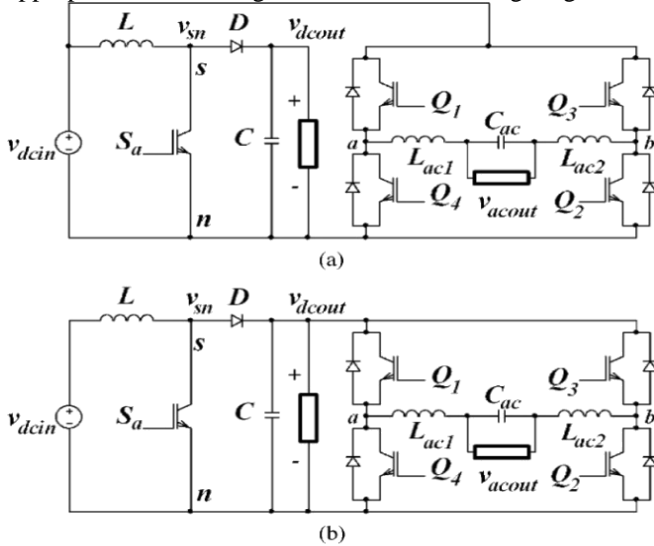 L
v_sn
D
v_dcout
s
+
Q_1
Q_3
v_dcin
S_a
C
a
C_ac
b
L_ac1
L_ac2
-
Q_4
v_acout
Q_2
n
(a)
L
v_sn
D
v_dcout
s
+
Q_1
Q_3
v_dcin
S_a
C
a
C_ac
b
L_ac1
L_ac2
-
Q_4
v_acout
Q_2
n
(b)